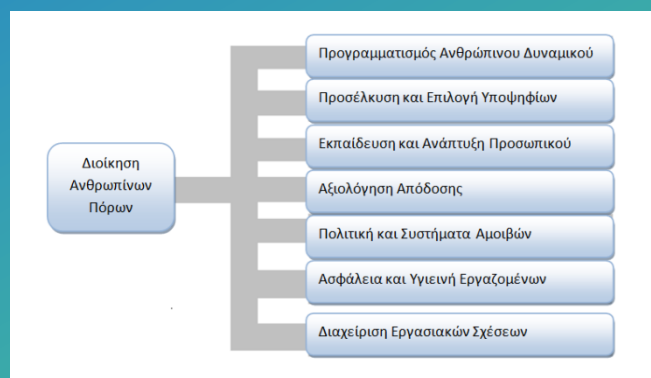 Διοίκηση
Ανθρωπίνων
Πόρων
Προγραμματισμός Ανθρώπινου Δυναμικού
Προσέλκυση και Επιλογή Υποψηφίων
Εκπαίδευση και Ανάπτυξη Προσωπικού
Αξιολόγηση Απόδοσης
Πολιτική και Συστήματα Αμοιβών
Ασφάλεια και Υγιεινή Εργαζομένων
Διαχείριση Εργασιακών Σχέσεων